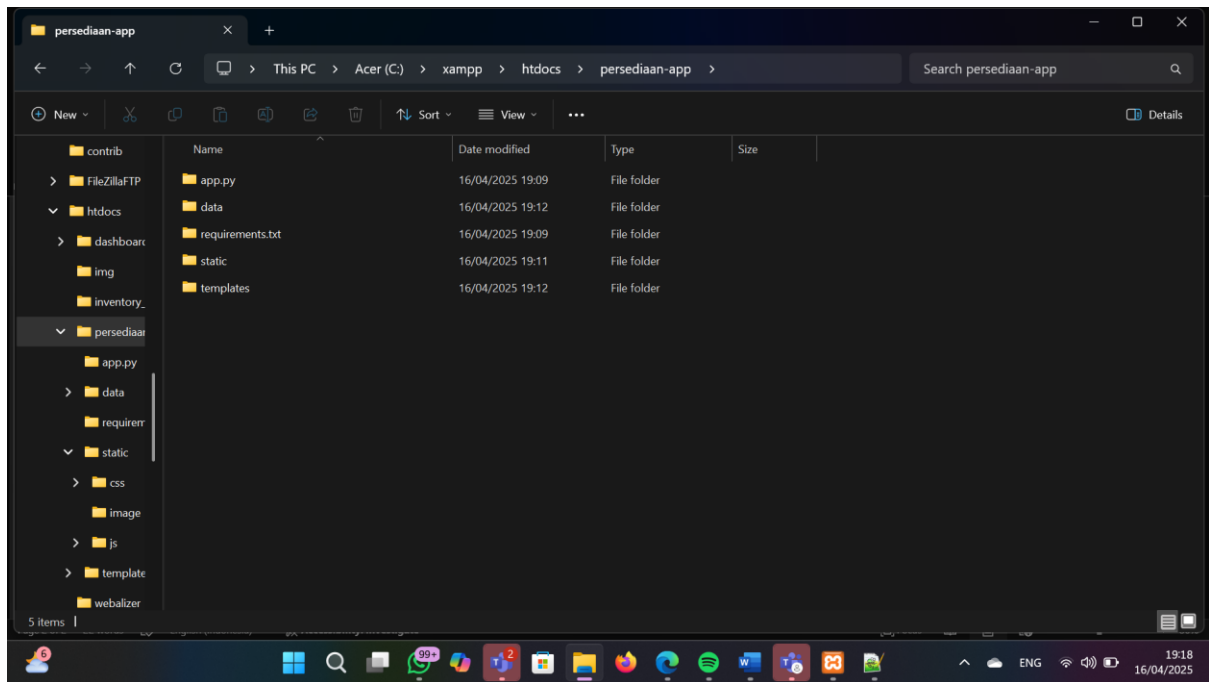 persediaan-app
This PC > Acer (C:) > xampp > htdocs > persediaan-app >
Search persediaan-app
New
Sort
View
Details
Name
Date modified
Type
Size
app.py 16/04/2025 19:09 File folder
data 16/04/2025 19:12 File folder
requirements.txt 16/04/2025 19:09 File folder
static 16/04/2025 19:11 File folder
templates 16/04/2025 19:12 File folder
contrib
FileZillaFTP
htdocs
dashboard
img
inventory_
persediaar
app.py
data
requirem
static
css
image
js
template
webalizer
5 items
6
99+
2
ENG
19:18
16/04/2025